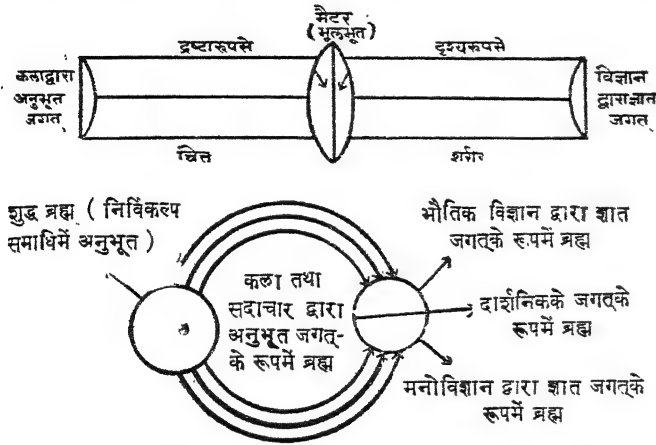 मैटर
(मूलभूत)
द्रष्टारुपसे
दृश्यरुपसे
कलाद्वारा
अनुभूत
जगत्
विज्ञान
द्वाराज्ञात
जगत्
चित्त
शरीर
शुद्ध ब्रह्म ( निर्विकल्प
समाधिमें अनुभूत )
भौतिक विज्ञान द्वारा ज्ञात
जगत्के रूपमें ब्रह्म
कला तथा
सदाचार द्वारा
अनुभूत जगत्-
के रूपमें ब्रह्म
दार्शनिकके जगत्के
रूपमें ब्रह्म
मनोविज्ञान द्वारा ज्ञात जगत्के
रूपमें ब्रह्म